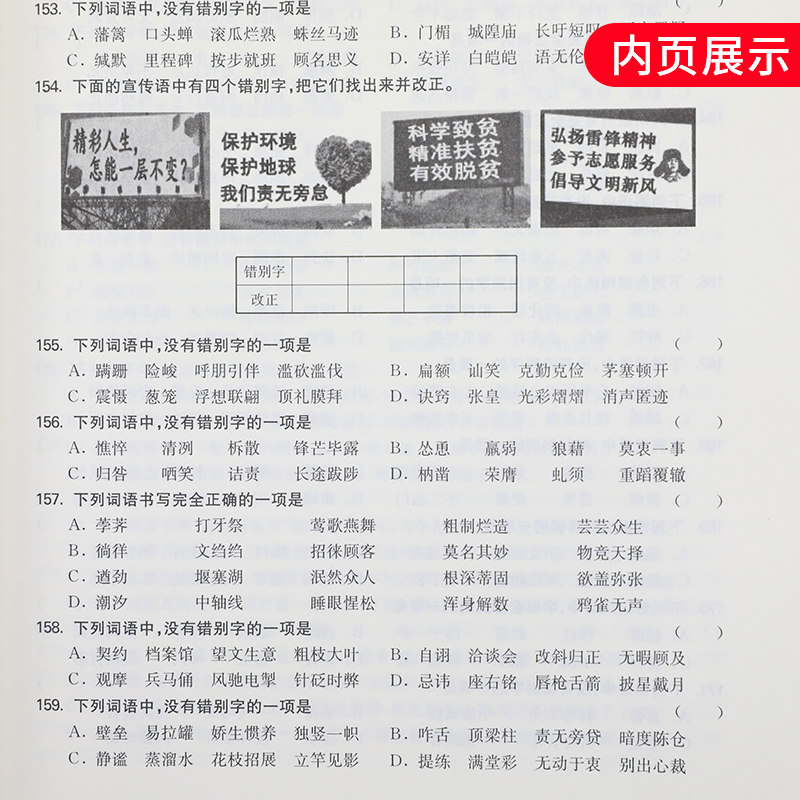 153. 下列词语中,没有错别字的一项是 ( )
内页展示
A. 藩篱 口头蝉 滚瓜烂熟 蛛丝马迹 B. 门楣 城隍庙 长吁短叹
C. 缄默 里程碑 按步就班 顾名思义 D. 安详 白皑皑 语无伦
154. 下面的宣传语中有四个错别字,把它们找出来并改正。
精彩人生,
怎能一层不变?
保护环境
保护地球
我们责无旁怠
科学致贫
精准扶贫
有效脱贫
弘扬雷锋精神
参予志愿服务
倡导文明新风
错别字
改正
155. 下列词语中,没有错别字的一项是 ( )
A. 蹒跚 险峻 呼朋引伴 滥砍滥伐 B. 扁额 讪笑 克勤克俭 茅塞顿开
C. 震慑 葱笼 浮想联翩 顶礼膜拜 D. 诀窍 张皇 光彩熠熠 消声匿迹
156. 下列词语中,没有错别字的一项是 ( )
A. 憔悴 清冽 柝散 锋芒毕露 B. 怂恿 羸弱 狼藉 莫衷一事
C. 归咎 哂笑 诘责 长途跋陟 D. 枘凿 荣膺 虬须 重蹈覆辙
157. 下列词语书写完全正确的一项是 ( )
A. 荸荠 打牙祭 莺歌燕舞 粗制烂造 芸芸众生
B. 徜徉 文绉绉 招徕顾客 莫名其妙 物竞天择
C. 遒劲 堰塞湖 泯然众人 根深蒂固 欲盖弥张
D. 潮汐 中轴线 睡眼惺松 浑身解数 鸦雀无声
158. 下列词语中,没有错别字的一项是 ( )
A. 契约 档案馆 望文生意 粗枝大叶 B. 自诩 洽谈会 改斜归正 无暇顾及
C. 观摩 兵马俑 风驰电掣 针砭时弊 D. 忌讳 座右铭 唇枪舌箭 披星戴月
159. 下列词语中,没有错别字的一项是 ( )
A. 壁垒 易拉罐 娇生惯养 独竖一帜 B. 咋舌 顶梁柱 责无旁贷 暗度陈仓
C. 静谧 蒸溜水 花枝招展 立竿见影 D. 提练 满堂彩 无动于衷 别出心裁